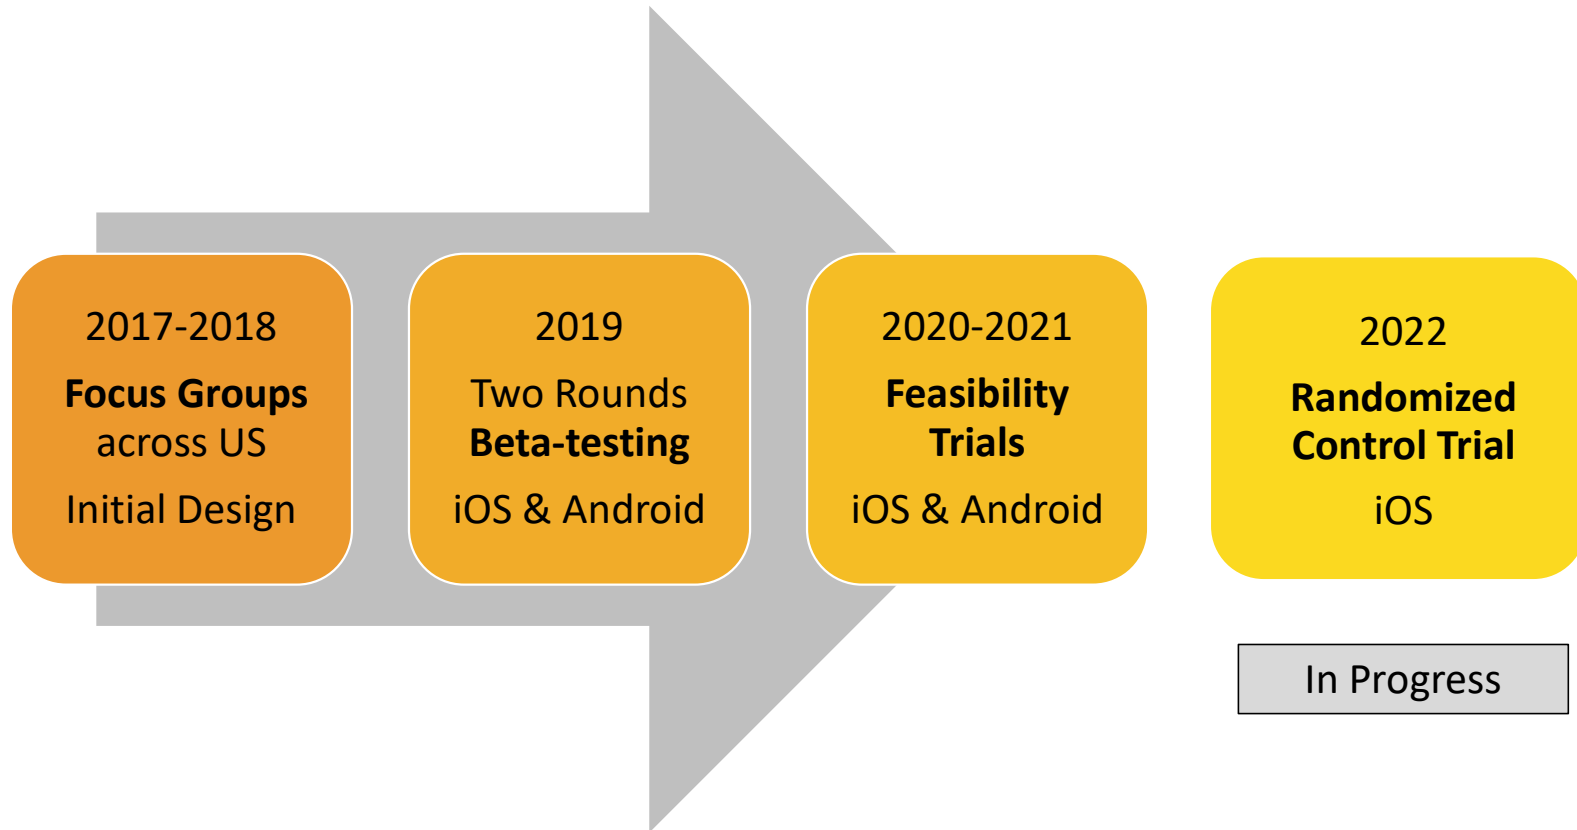 2017-2018
Focus Groups
across US
Initial Design
2019
Two Rounds
Beta-testing
iOS & Android
2020-2021
Feasibility
Trials
iOS & Android
2022
Randomized
Control Trial
iOS
In Progress